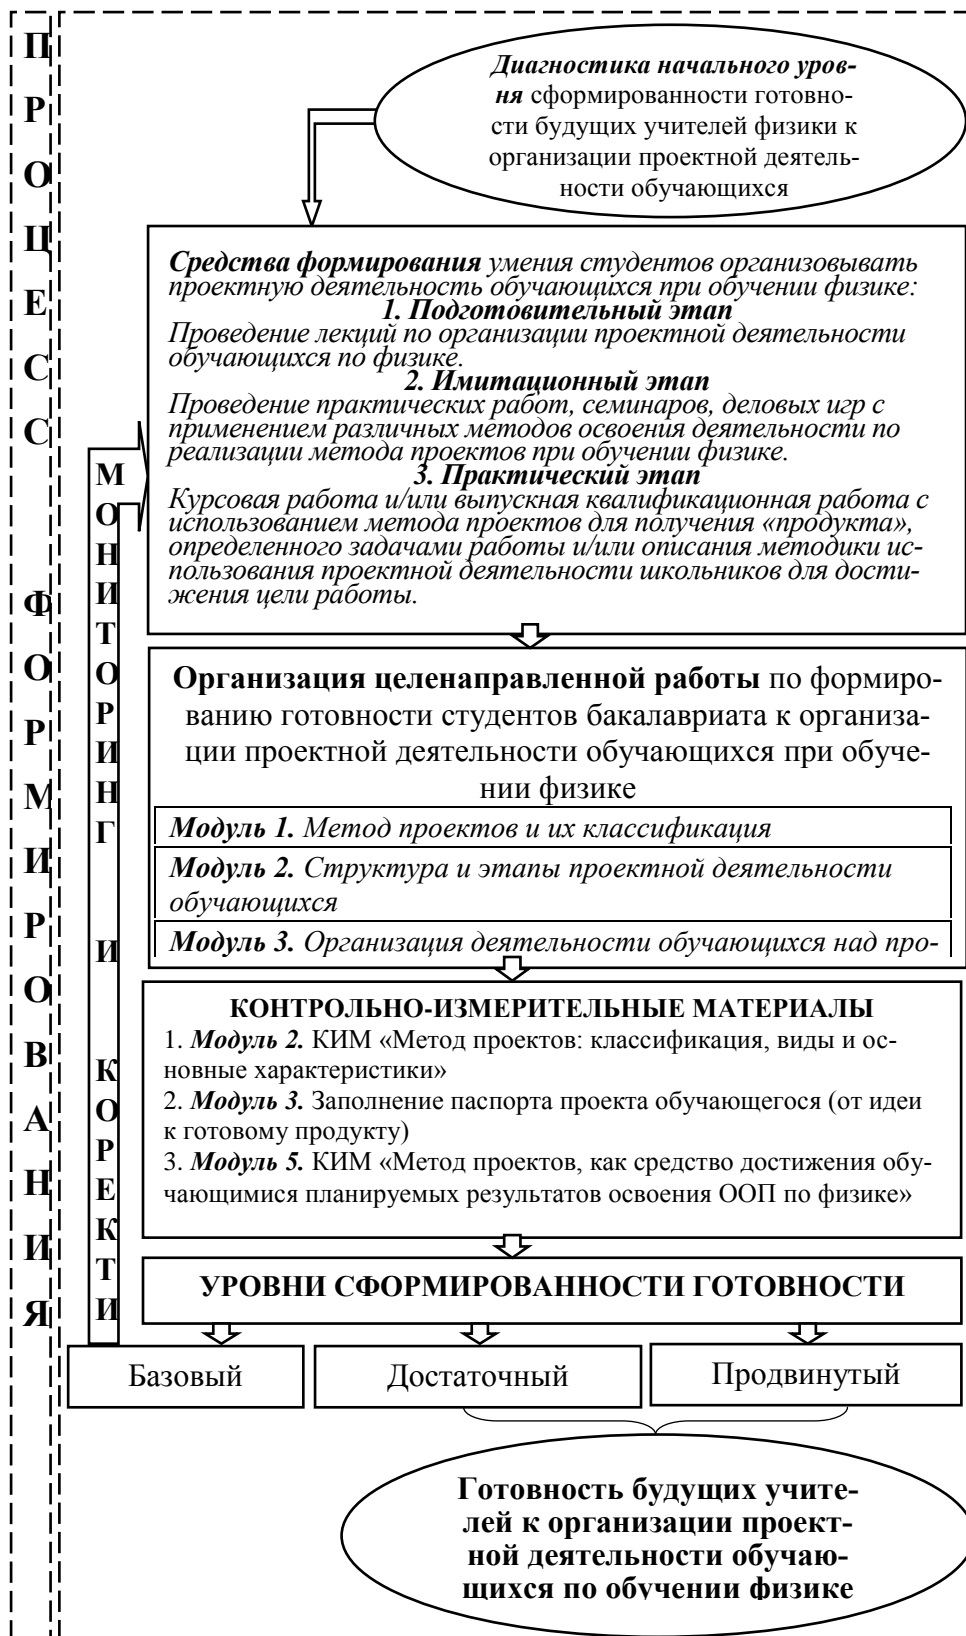 ПРОЦЕСС ФОРМИРОВАНИЯ
Диагностика начального уров-
ня сформированности готовно-
сти будущих учителей физики к
организации проектной деятель-
ности обучающихся
Средства формирования умения студентов организовывать
проектную деятельность обучающихся при обучении физике:
1. Подготовительный этап
Проведение лекций по организации проектной деятельности
обучающихся по физике.
2. Имитационный этап
Проведение практических работ, семинаров, деловых игр с
применением различных методов освоения деятельности по
реализации метода проектов при обучении физике.
3. Практический этап
Курсовая работа и/или выпускная квалификационная работа с
использованием метода проектов для получения «продукта»,
определенного задачами работы и/или описания методики ис-
пользования проектной деятельности школьников для дости-
жения цели работы.
МОНИТОРИНГ И КОРЕКТИ
Организация целенаправленной работы по формиро-
ванию готовности студентов бакалавриата к организа-
ции проектной деятельности обучающихся при обуче-
нии физике
Модуль 1. Метод проектов и их классификация
Модуль 2. Структура и этапы проектной деятельности
обучающихся
Модуль 3. Организация деятельности обучающихся над про-
КОНТРОЛЬНО-ИЗМЕРИТЕЛЬНЫЕ МАТЕРИАЛЫ
1. Модуль 2. КИМ «Метод проектов: классификация, виды и ос-
новные характеристики»
2. Модуль 3. Заполнение паспорта проекта обучающегося (от идеи
к готовому продукту)
3. Модуль 5. КИМ «Метод проектов, как средство достижения обу-
чающимися планируемых результатов освоения ООП по физике»
УРОВНИ СФОРМИРОВАННОСТИ ГОТОВНОСТИ
Базовый
Достаточный
Продвинутый
Готовность будущих учите-
лей к организации проект-
ной деятельности обучаю-
щихся по обучении физике